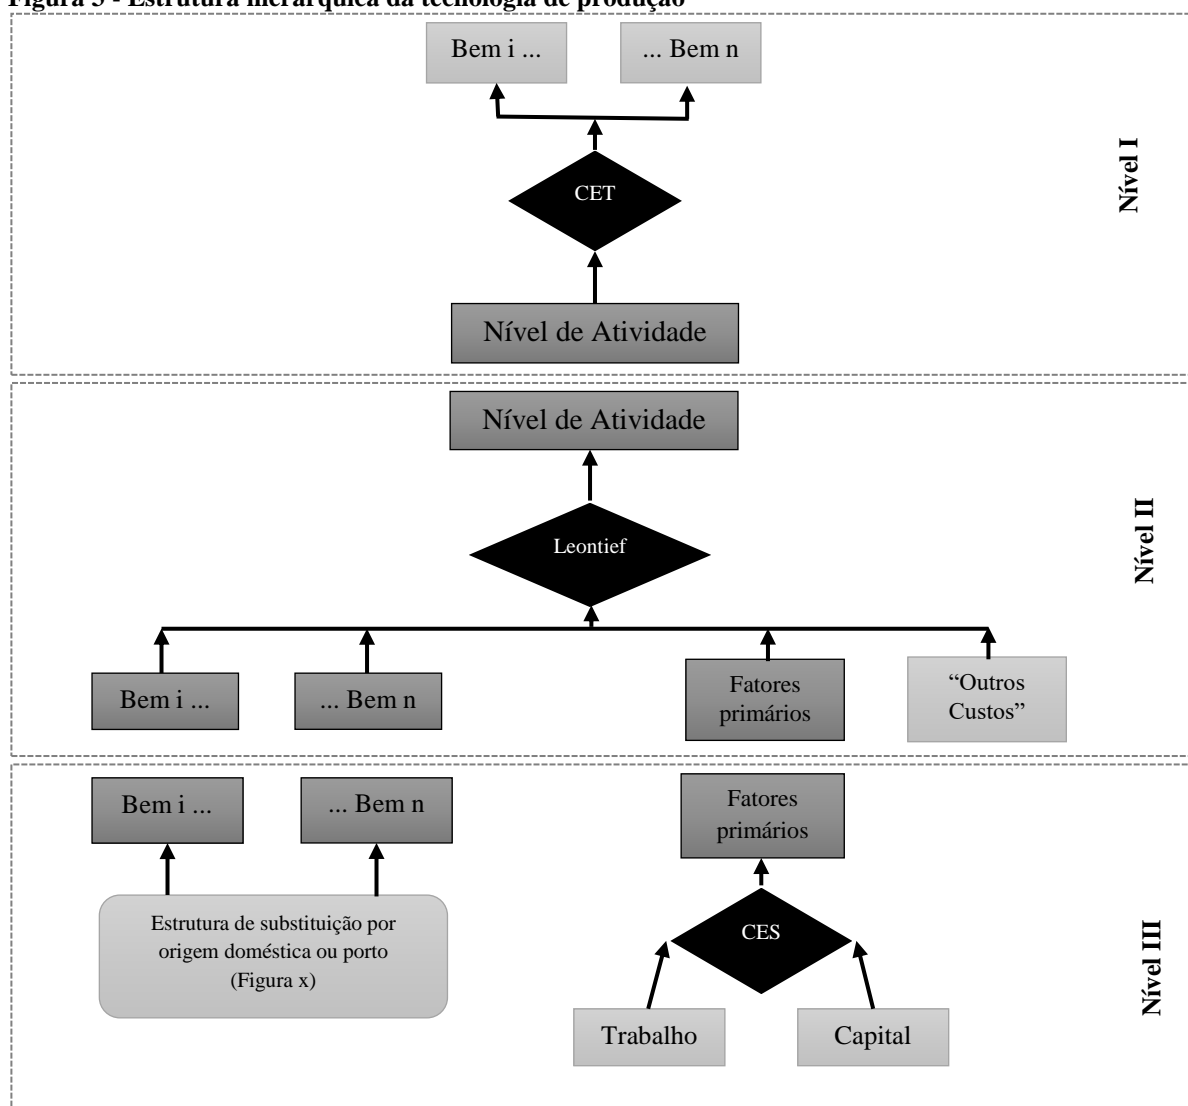 Figura 5 - Estrutura hierárquica da tecnologia de produção
Bem i ...
... Bem n
CET
Nível de Atividade
Nível I
Nível de Atividade
Leontief
Bem i ...
... Bem n
Fatores
primários
“Outros
Custos”
Nível II
Bem i ...
... Bem n
Fatores
primários
Estrutura de substituição por
origem doméstica ou porto
(Figura x)
CES
Trabalho
Capital
Nível III